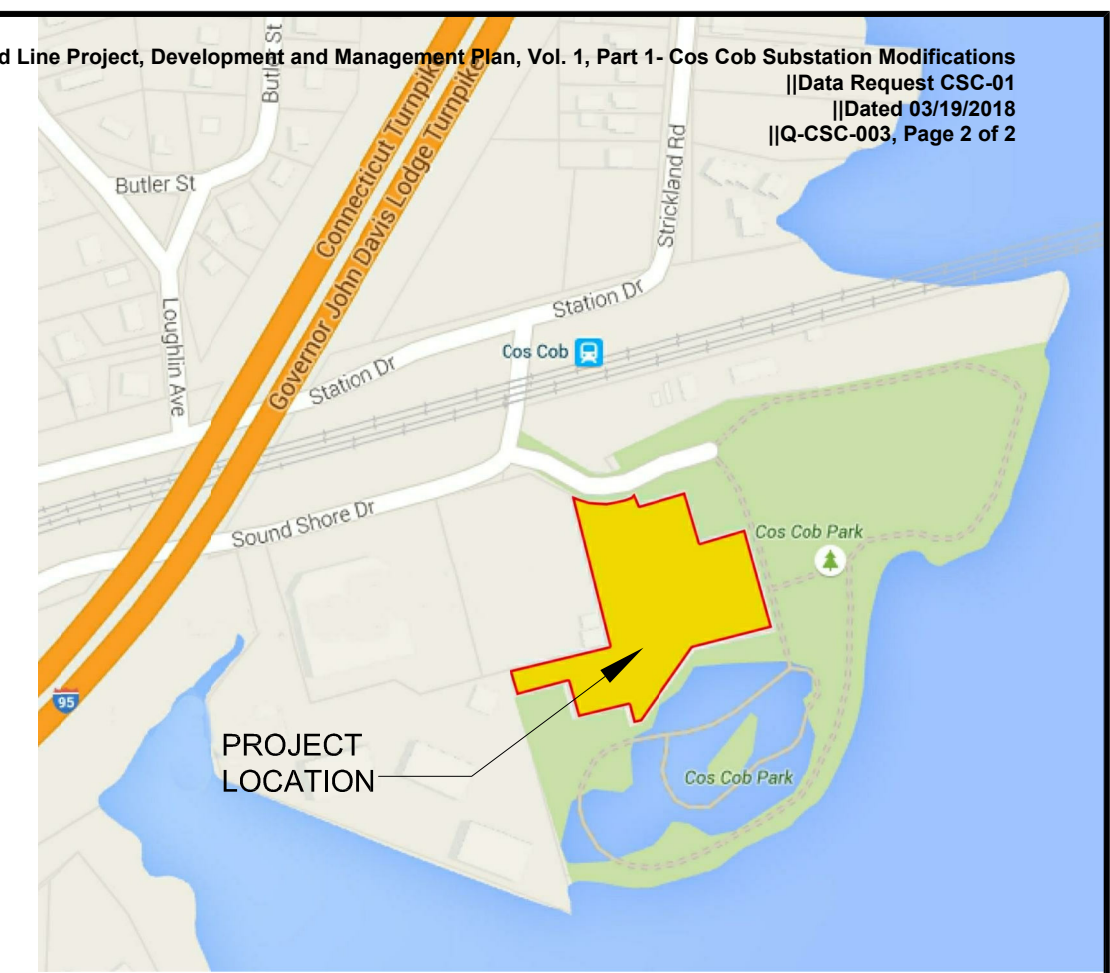 d Line Project, Development and Management Plan, Vol. 1, Part 1- Cos Cob Substation Modifications
||Data Request CSC-01
||Dated 03/19/2018
||Q-CSC-003, Page 2 of 2
Butler St
Butler St
Connecticut Turnpike
Governor John Davis Lodge Turnpike
Strickland Rd
Loughlin Ave
Station Dr
Cos Cob
Station Dr
Sound Shore Dr
Cos Cob Park
95
PROJECT
LOCATION
Cos Cob Park